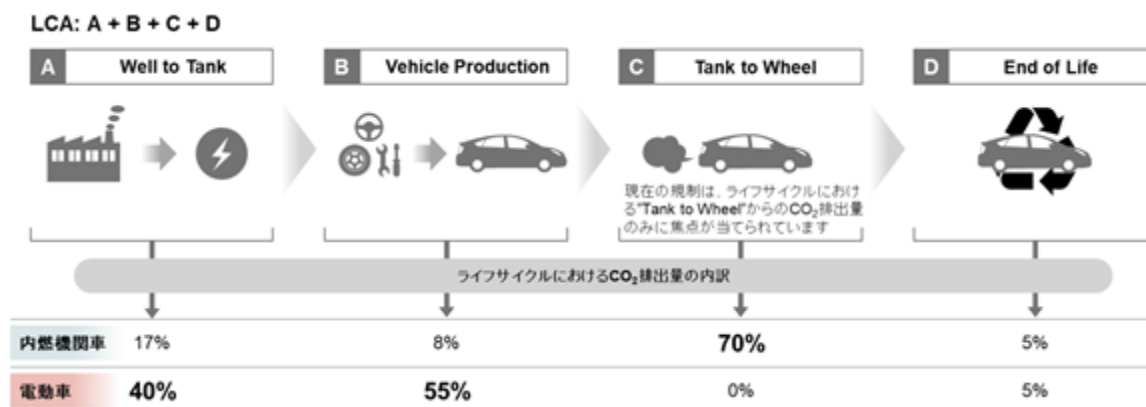 LCA: A + B + C + D
A Well to Tank
B Vehicle Production
C Tank to Wheel
D End of Life
現在の規制は、ライフサイクルにおけ
る"Tank to Wheel"からのCO₂排出量
のみに焦点が当てられています
ライフサイクルにおけるCO₂排出量の内訳
内燃機関車 17% 8% 70% 5%
電動車 40% 55% 0% 5%